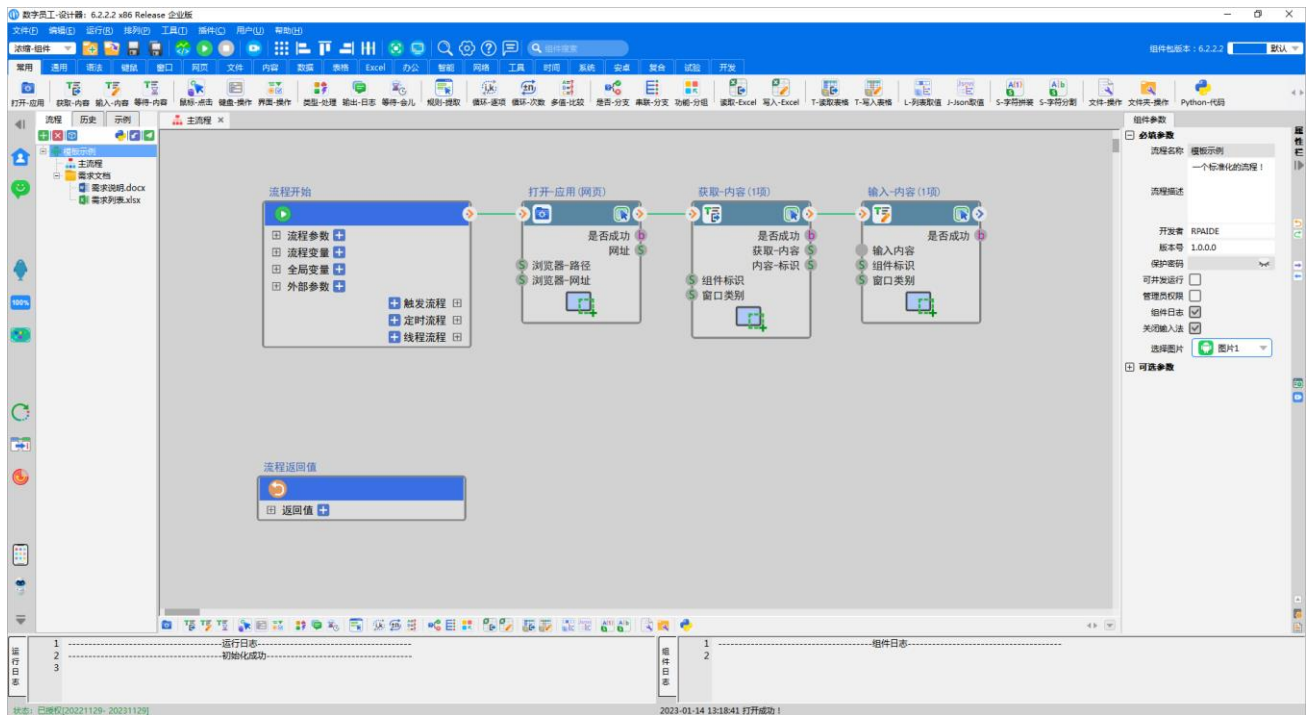 数字员工-设计器: 6.2.2.2 x86 Release 企业版
文件(F) 编辑(E) 运行(R) 排列(P) 工具(T) 插件(C) 用户(U) 帮助(H)
浓缩-组件 组件搜索 组件包版本：6.2.2.2 默认
常用 通用 语法 键鼠 窗口 网页 文件 内容 数据 表格 Excel 办公 智能 网络 工具 时间 系统 安卓 复合 试验 开发
打开-应用 获取-内容 输入-内容 等待-内容 鼠标-点击 键盘-操作 界面-操作 类型-处理 输出-日志 等待-会儿 规则-提取 循环-逐项 循环-次数 多值-比较 是否-分支 串联-分支 功能-分组 读取-Excel 写入-Excel T-读取表格 T-写入表格 L-列表取值 J-Json取值 S-字符拼装 S-字符分割 文件-操作 文件夹-操作 Python-代码
流程 历史 示例
模板示例
主流程
需求文档
需求说明.docx
需求列表.xlsx
100%
主流程 ×
流程开始
流程参数
流程变量
全局变量
外部参数
触发流程
定时流程
线程流程
打开-应用(网页)
是否成功 b
网址 S
S 浏览器-路径
S 浏览器-网址
获取-内容(1项)
是否成功 b
获取-内容 S
内容-标识 S
S 组件标识
S 窗口类别
输入-内容(1项)
是否成功 b
输入内容
S 组件标识
S 窗口类别
流程返回值
返回值
组件参数
必填参数
流程名称 模板示例
流程描述 一个标准化的流程！
开发者 RPAIDE
版本号 1.0.0.0
保护密码
可并发运行
管理员权限
组件日志
关闭输入法
选择图片 图片1
可选参数
属性栏
运行日志
1 ----------运行日志----------
2 ----------初始化成功----------
3
组件日志
1 ----------组件日志----------
2
状态：已授权[20221129- 20231129]
2023-01-14 13:18:41 打开成功！